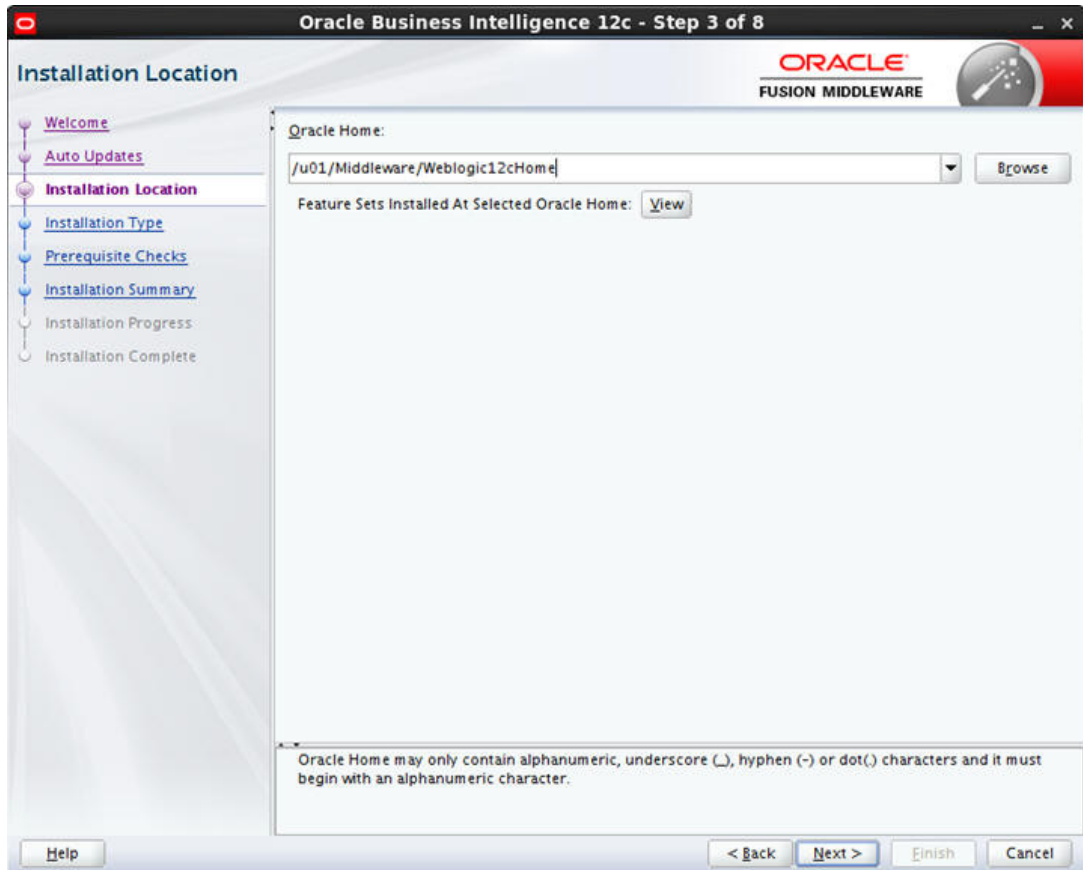 Oracle Business Intelligence 12c - Step 3 of 8
Installation Location
ORACLE
FUSION MIDDLEWARE
Welcome
Auto Updates
Installation Location
Installation Type
Prerequisite Checks
Installation Summary
Installation Progress
Installation Complete
Oracle Home:
/u01/Middleware/Weblogic12cHome
Browse
Feature Sets Installed At Selected Oracle Home: View
Oracle Home may only contain alphanumeric, underscore (_), hyphen (-) or dot(.) characters and it must
begin with an alphanumeric character.
Help
< Back Next > Finish Cancel